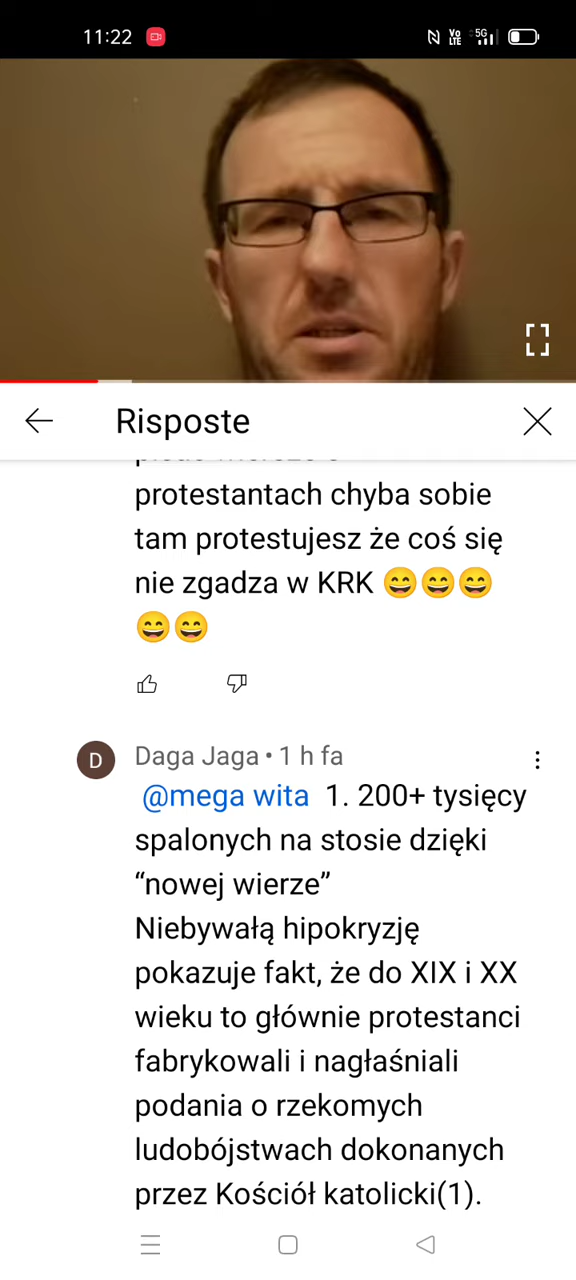 11:22
VoLTE 5G
Risposte
protestantach chyba sobie
tam protestujesz że coś się
nie zgadza w KRK 😄😄😄
😄😄
D
Daga Jaga • 1 h fa
@mega wita 1. 200+ tysięcy
spalonych na stosie dzięki
“nowej wierze”
Niebywałą hipokryzję
pokazuje fakt, że do XIX i XX
wieku to głównie protestanci
fabrykowali i nagłaśniali
podania o rzekomych
ludobójstwach dokonanych
przez Kościół katolicki(1).